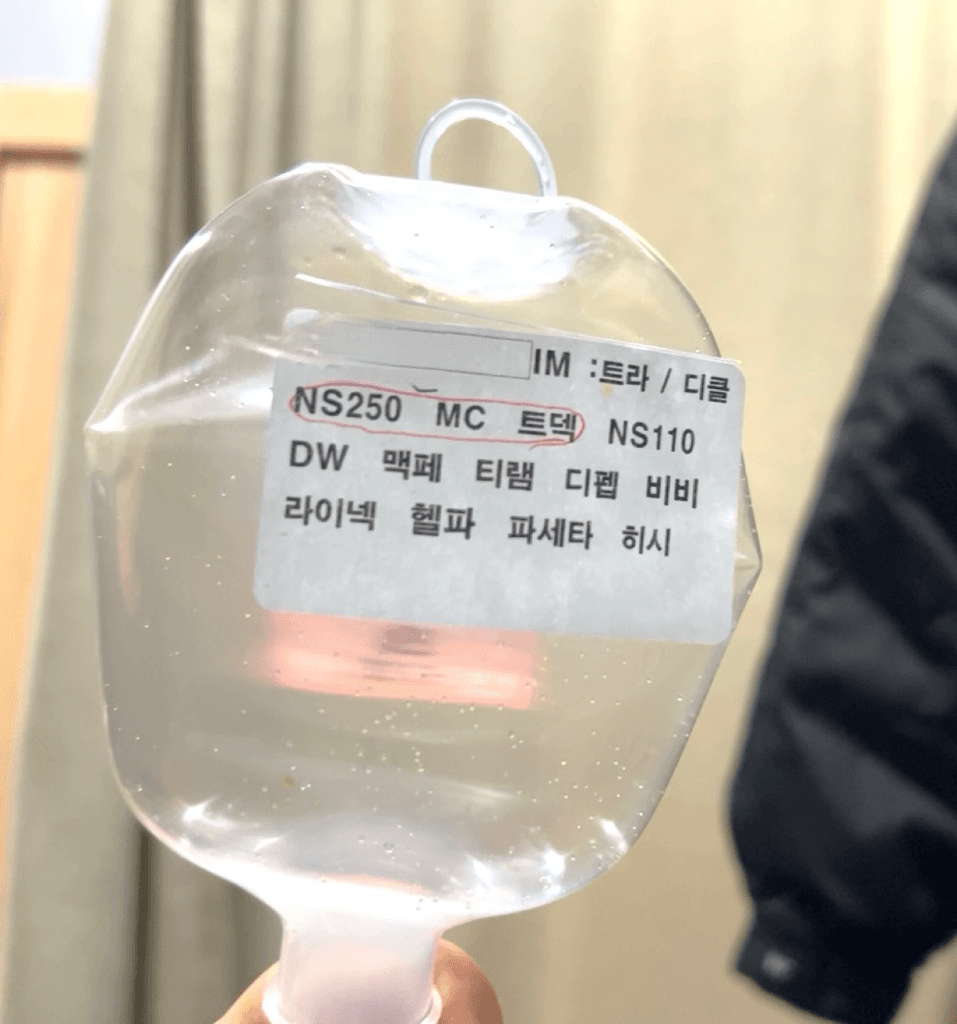 IM :트라 / 디클
NS250 MC 트덱 NS110
DW 맥페 티램 디펩 비비
라이넥 헬파 파세타 히시